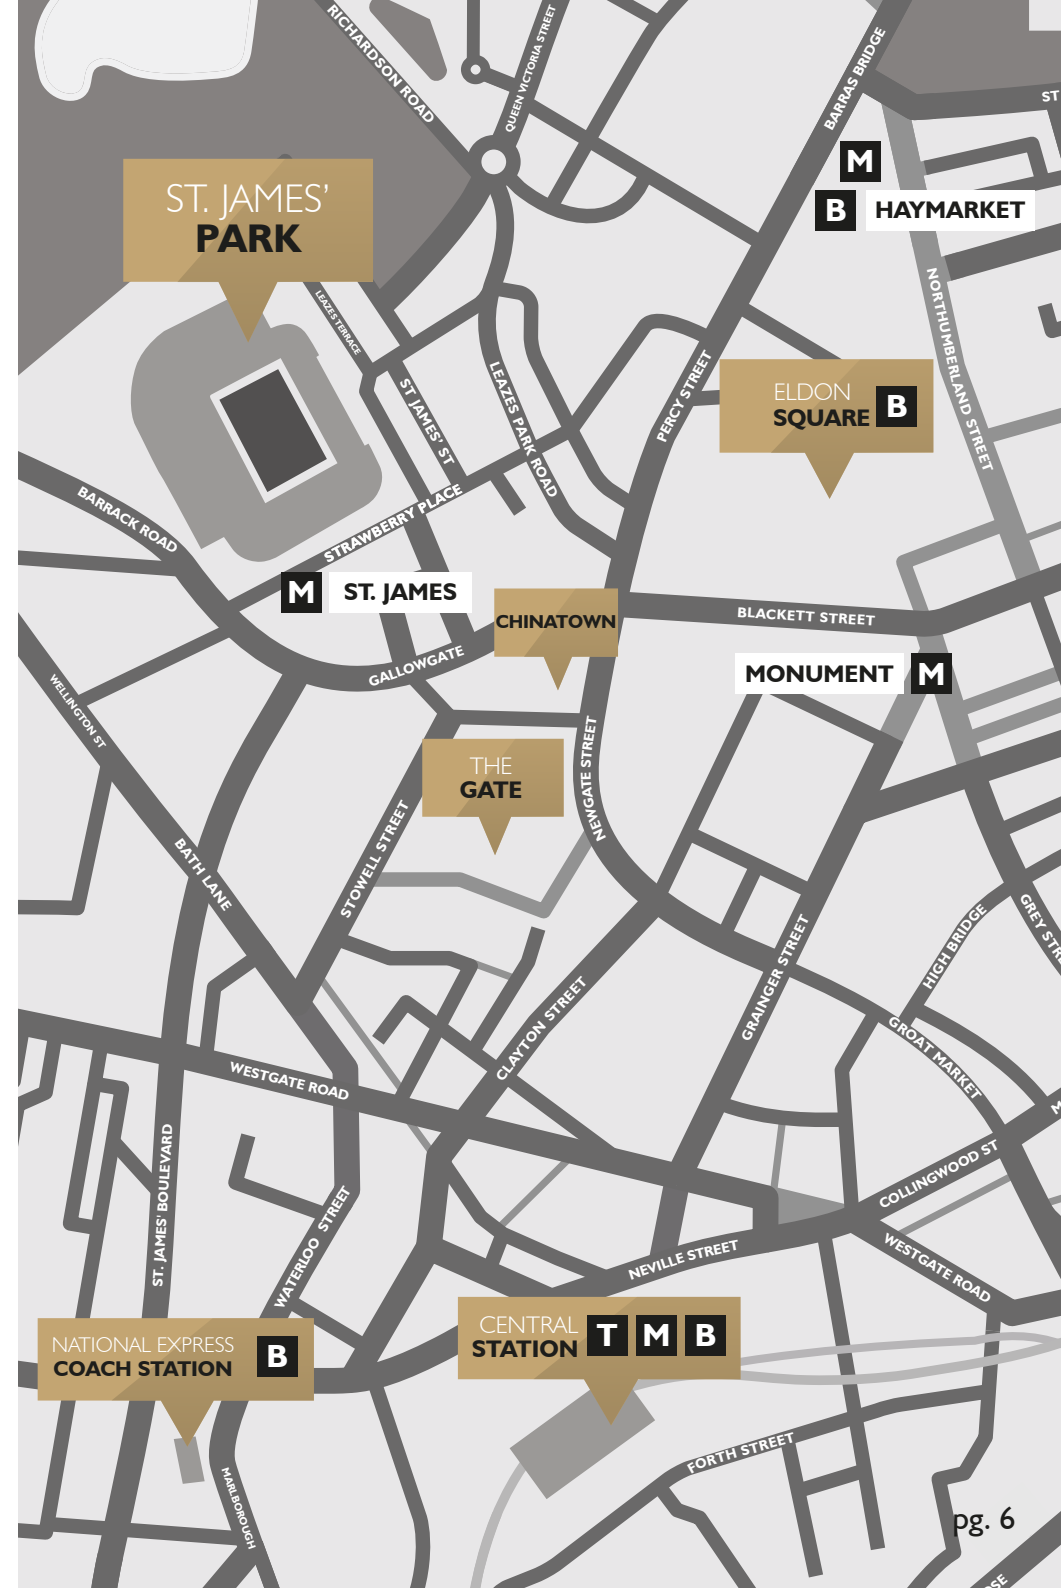 RICHARDSON ROAD
QUEEN VICTORIA STREET
BARRAS BRIDGE
ST
M
B HAYMARKET
ST. JAMES'
PARK
LEAZES TERRACE
NORTHUMBERLAND STREET
ST JAMES' ST
LEAZES PARK ROAD
PERCY STREET
ELDON
SQUARE B
BARRACK ROAD
STRAWBERRY PLACE
M ST. JAMES
CHINATOWN
BLACKETT STREET
GALLOWGATE
MONUMENT M
WELLINGTON ST
NEWGATE STREET
THE
GATE
STOWELL STREET
BATH LANE
HIGH BRIDGE
GREY STRE
GRAINGER STREET
CLAYTON STREET
GROAT MARKET
WESTGATE ROAD
M
ST. JAMES' BOULEVARD
COLLINGWOOD ST
WATERLOO STREET
NEVILLE STREET
WESTGATE ROAD
NATIONAL EXPRESS
COACH STATION B
CENTRAL
STATION T M B
FORTH STREET
MARLBOROUGH
pg. 6
SE